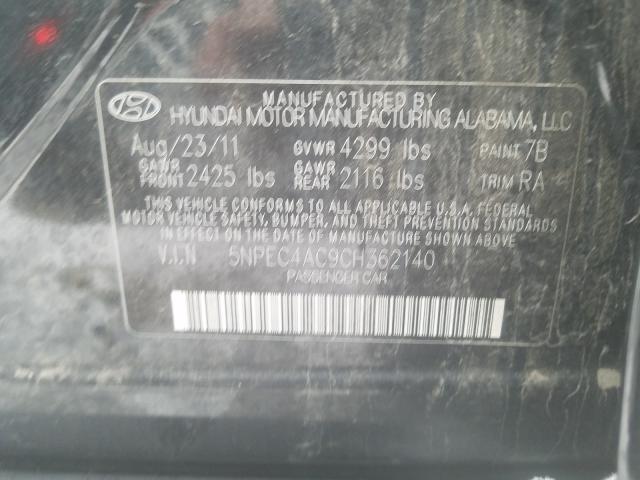 MANUFACTURED BY
HYUNDAI MOTOR MANUFACTURING ALABAMA, LLC
Aug/23/11 GVWR 4299 lbs PAINT 7B
GAWR FRONT 2425 lbs GAWR REAR 2116 lbs TRIM RA
THIS VEHICLE CONFORMS TO ALL APPLICABLE U.S. FEDERAL
MOTOR VEHICLE SAFETY, BUMPER, AND THEFT PREVENTION
STANDARDS IN EFFECT ON THE DATE OF MANUFACTURE SHOWN ABOVE.
V.I.N 5NPEC4AC9CH362140
PASSENGER CAR